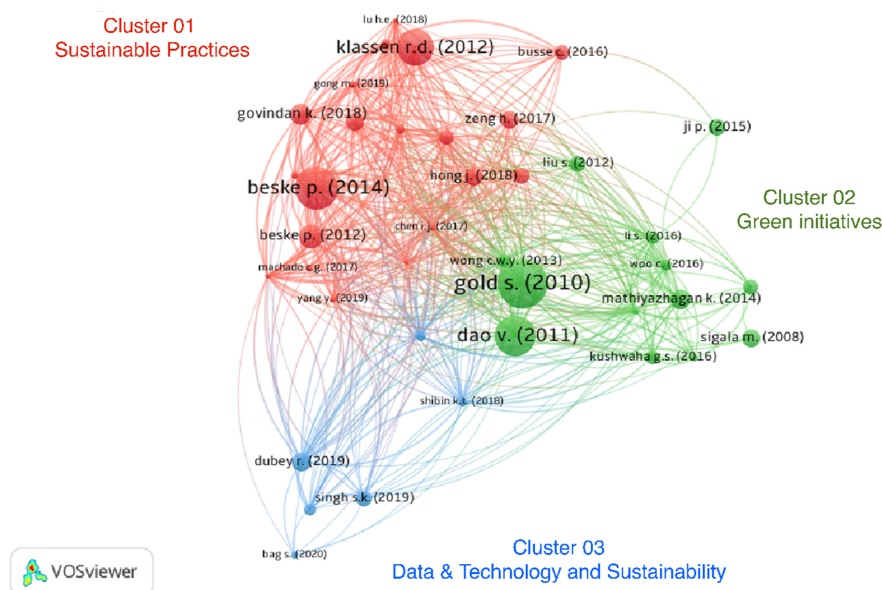 Cluster 01
Sustainable Practices
lu h.e. (2018)
klassen r.d. (2012)
busse c. (2016)
gong m. (2019)
govindan k. (2018)
zeng h. (2017)
ji p. (2015)
liu s. (2012)
hong j. (2018)
beske p. (2014)
Cluster 02
Green initiatives
chen r.j. (2017)
beske p. (2012)
li s. (2016)
wong c.w.y. (2013)
woo c. (2016)
machado c.g. (2017)
gold s. (2010)
yang y. (2019)
mathiyazhagan k. (2014)
dao v. (2011)
sigala m. (2008)
kushwaha g.s. (2016)
shibin k.t. (2018)
dubey r. (2019)
singh s.k. (2019)
bag s. (2020)
Cluster 03
Data & Technology and Sustainability
VOSviewer